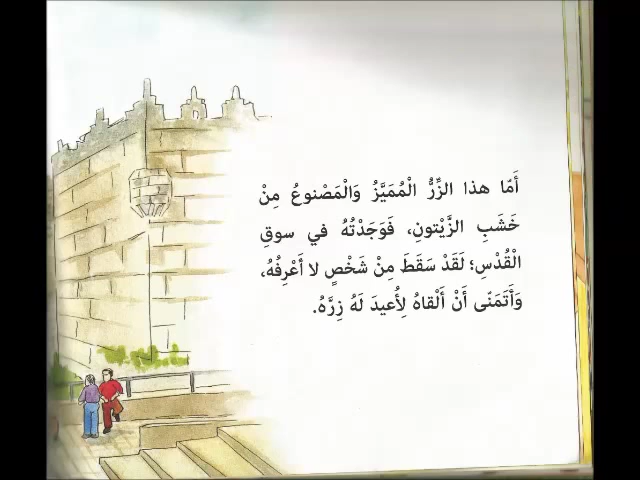 أَمّا هذا الزِّرُّ الْمُمَيَّزُ وَالْمَصْنوعُ مِنْ
خَشَبِ الزَّيْتونِ، فَوَجَدْتُهُ في سوقِ
الْقُدْسِ؛ لَقَدْ سَقَطَ مِنْ شَخْصٍ لا أَعْرِفُهُ،
وَأَتَمَنّى أَنْ أَلْقاهُ لِأُعيدَ لَهُ زِرَّهُ.